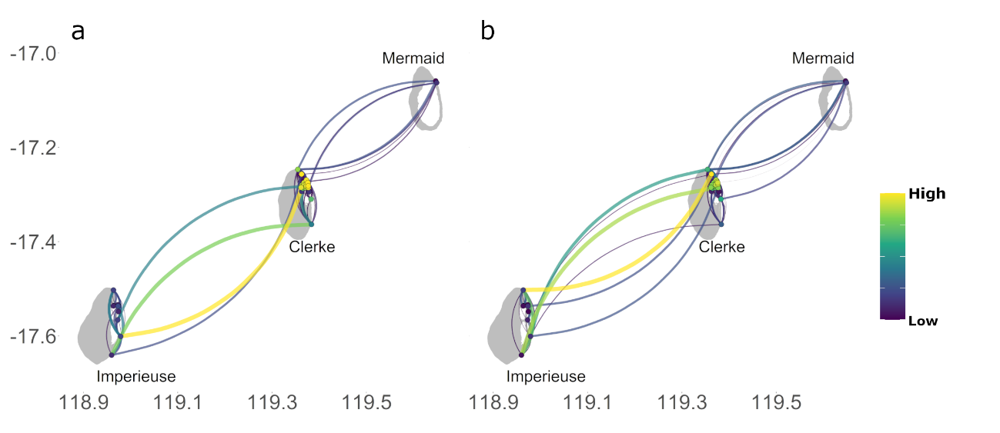 a
b
-17.0
-17.2
-17.4
-17.6
Mermaid
Clerke
Imperieuse
118.9 119.1 119.3 119.5
Mermaid
Clerke
Imperieuse
118.9 119.1 119.3 119.5
High
Low